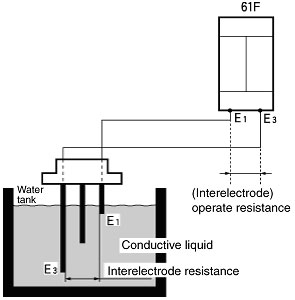 61F
E1 E3
(Interelectrode)
operate resistance
Water
tank
E1
Conductive liquid
E3
Interelectrode resistance